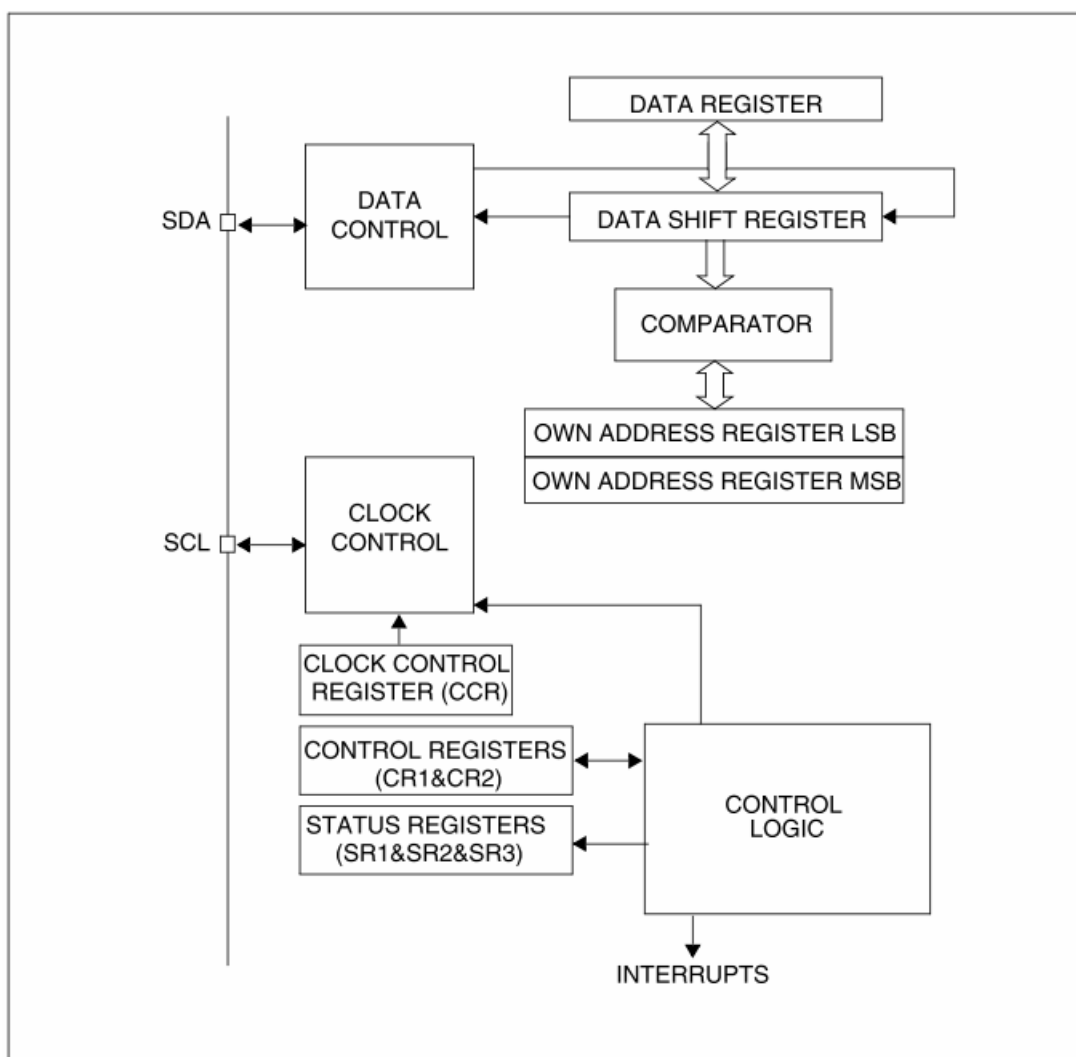 DATA REGISTER
DATA
CONTROL
SDA
DATA SHIFT REGISTER
COMPARATOR
OWN ADDRESS REGISTER LSB
OWN ADDRESS REGISTER MSB
CLOCK
CONTROL
SCL
CLOCK CONTROL
REGISTER (CCR)
CONTROL REGISTERS
(CR1&CR2)
STATUS REGISTERS
(SR1&SR2&SR3)
CONTROL
LOGIC
INTERRUPTS